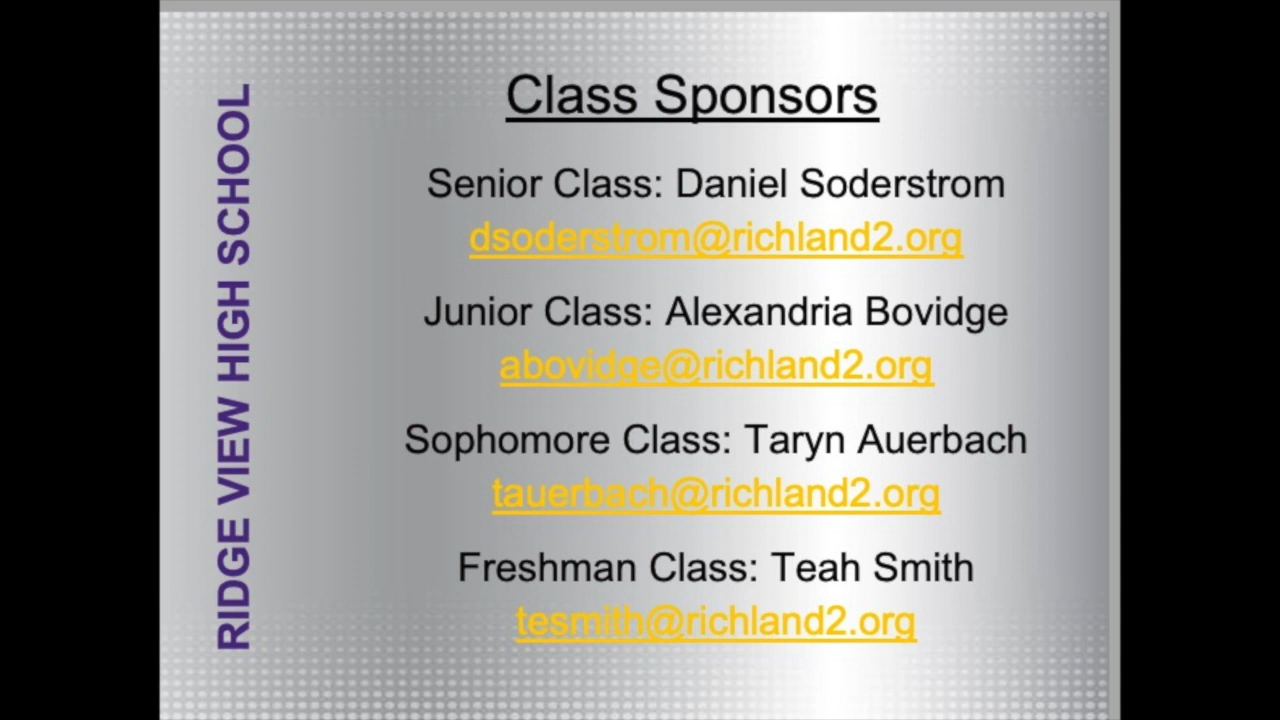 RIDGE VIEW HIGH SCHOOL
Class Sponsors
Senior Class: Daniel Soderstrom
dsoderstrom@richland2.org
Junior Class: Alexandria Bovidge
abovidge@richland2.org
Sophomore Class: Taryn Auerbach
tauerbach@richland2.org
Freshman Class: Teah Smith
tesmith@richland2.org